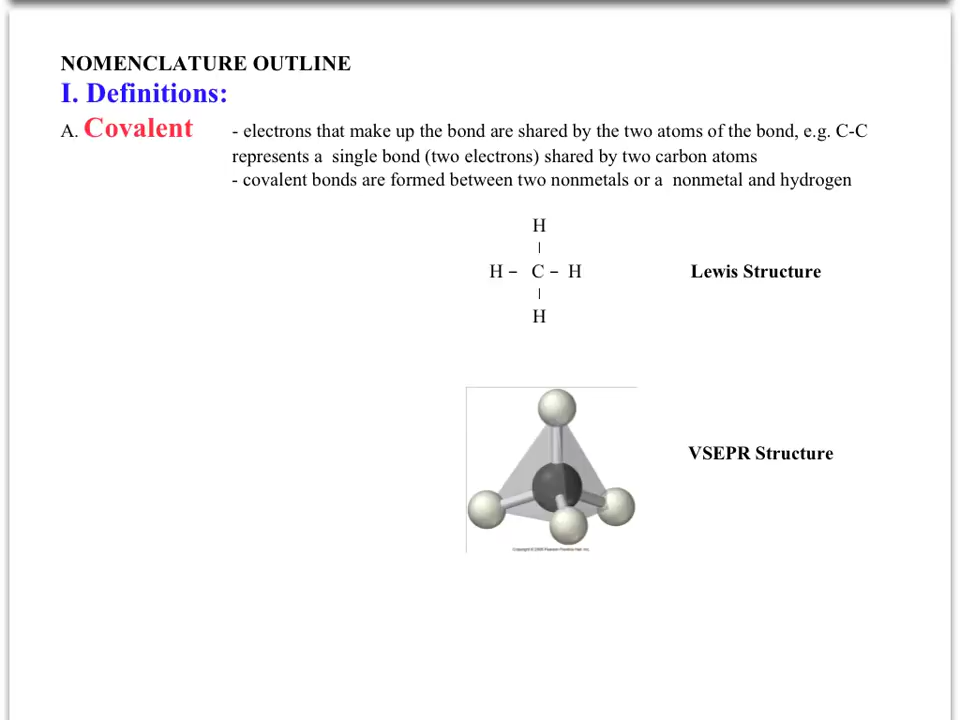 NOMENCLATURE OUTLINE
I. Definitions:
A. Covalent - electrons that make up the bond are shared by the two atoms of the bond, e.g. C-C
represents a single bond (two electrons) shared by two carbon atoms
- covalent bonds are formed between two nonmetals or a nonmetal and hydrogen
H
|
H – C – H Lewis Structure
|
H
VSEPR Structure